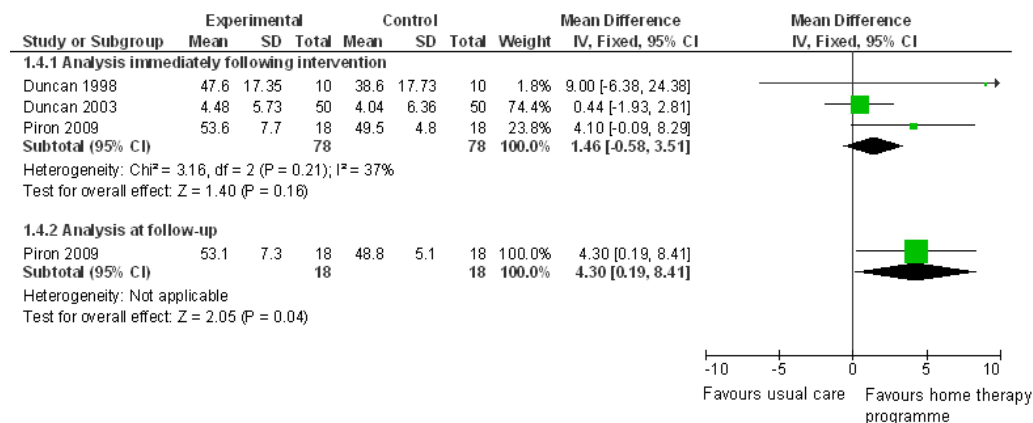 Experimental Control Mean Difference Mean Difference
Study or Subgroup Mean SD Total Mean SD Total Weight IV, Fixed, 95% CI IV, Fixed, 95% CI
1.4.1 Analysis immediately following intervention
Duncan 1998 47.6 17.35 10 38.6 17.73 10 1.8% 9.00 [-6.38, 24.38]
Duncan 2003 4.48 5.73 50 4.04 6.36 50 74.4% 0.44 [-1.93, 2.81]
Piron 2009 53.6 7.7 18 49.5 4.8 18 23.8% 4.10 [-0.09, 8.29]
Subtotal (95% CI) 78 78 100.0% 1.46 [-0.58, 3.51]
Heterogeneity: Chi² = 3.16, df = 2 (P = 0.21); I² = 37%
Test for overall effect: Z = 1.40 (P = 0.16)
1.4.2 Analysis at follow-up
Piron 2009 53.1 7.3 18 48.8 5.1 18 100.0% 4.30 [0.19, 8.41]
Subtotal (95% CI) 18 18 100.0% 4.30 [0.19, 8.41]
Heterogeneity: Not applicable
Test for overall effect: Z = 2.05 (P = 0.04)
-10 -5 0 5 10
Favours usual care Favours home therapy
programme